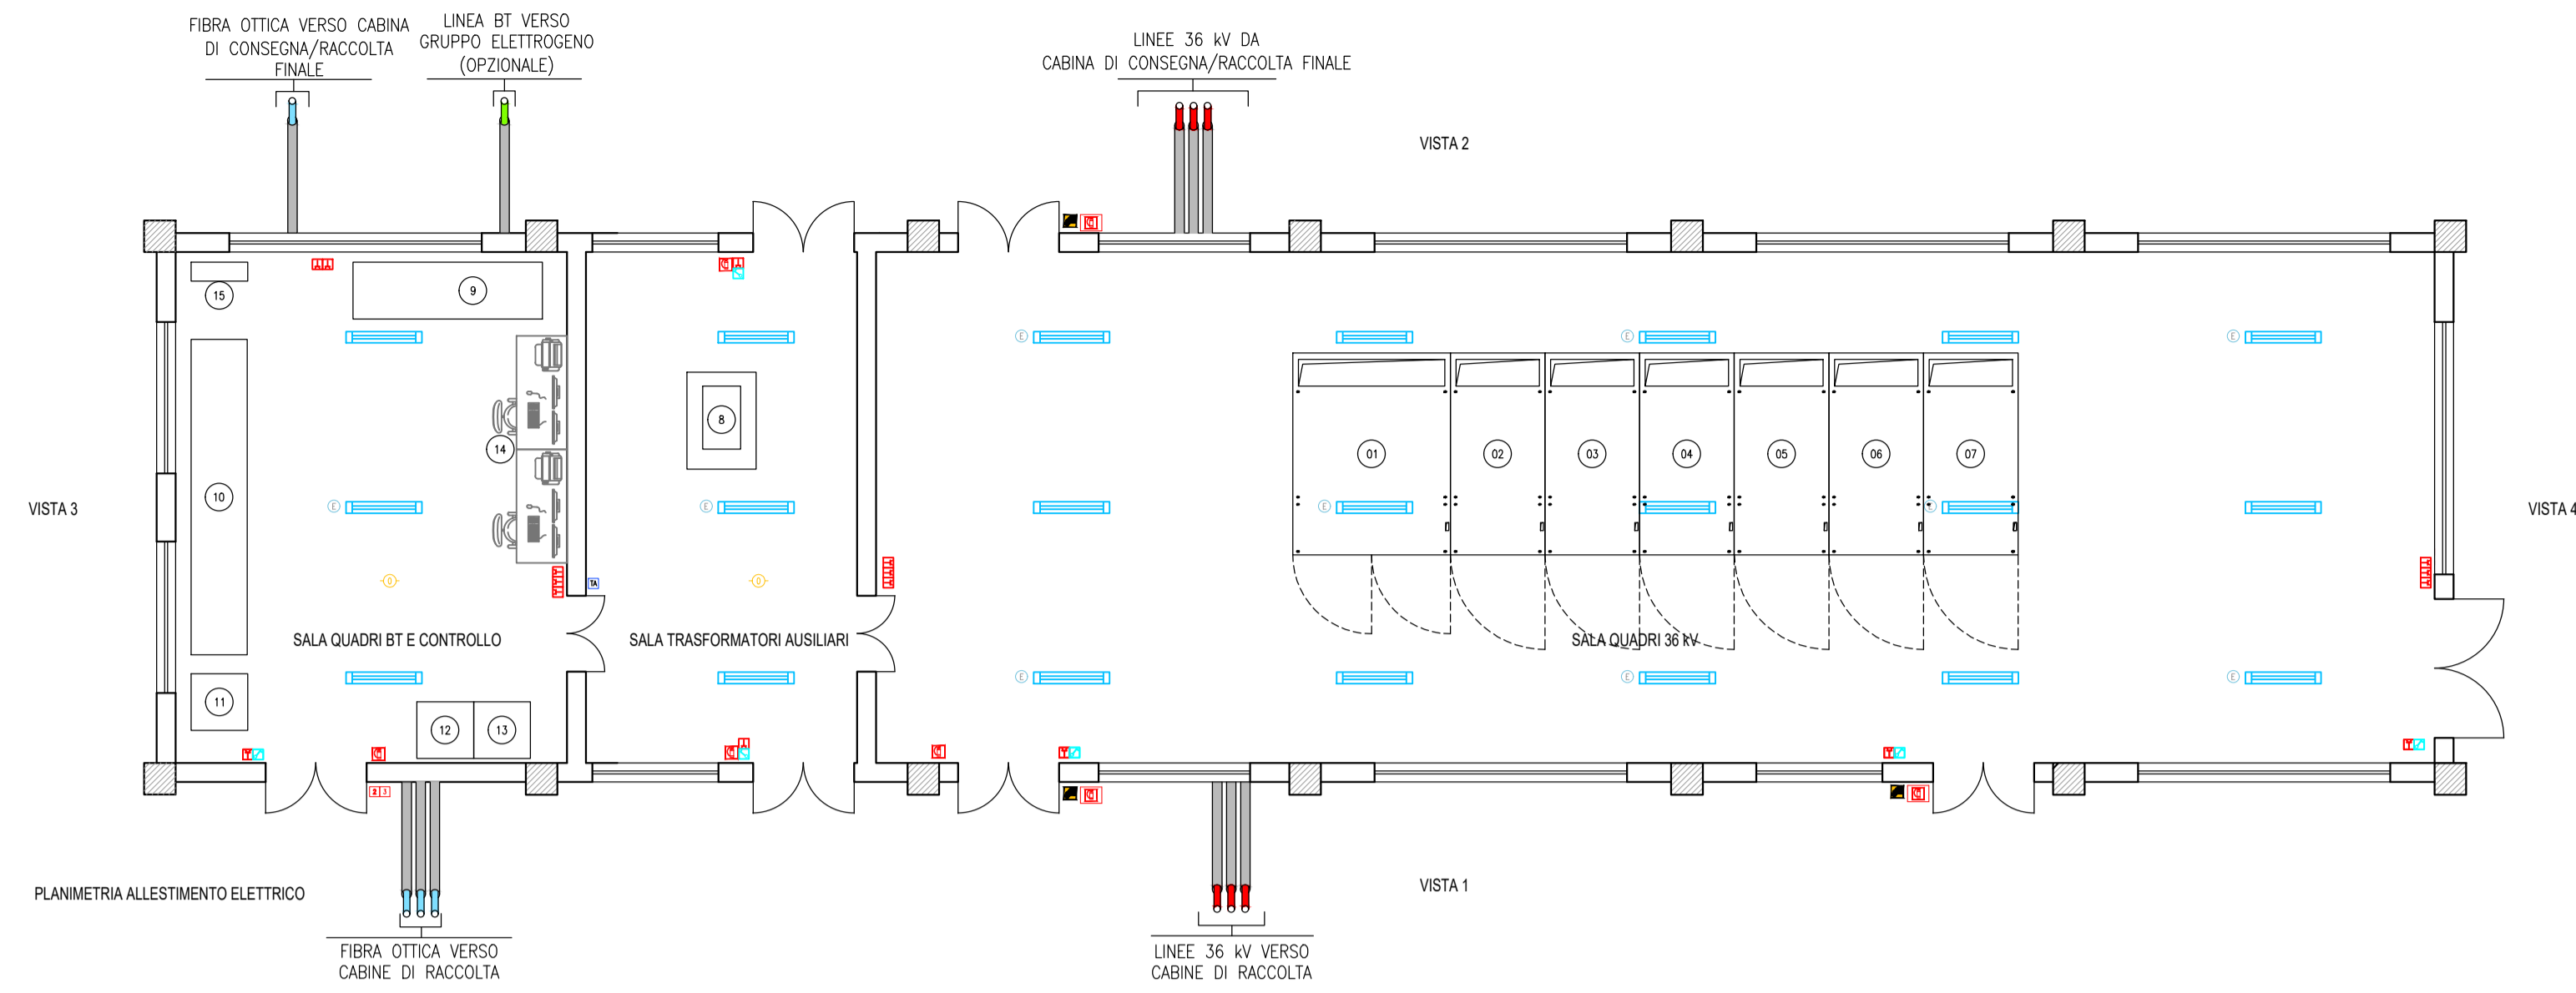 FIBRA OTTICA VERSO CABINA
DI CONSEGNA/RACCOLTA
FINALE
LINEA BT VERSO
GRUPPO ELETTROGENO
(OPZIONALE)
LINEE 36 kV DA
CABINA DI CONSEGNA/RACCOLTA FINALE
VISTA 2
15
9
E
E
E
8
14
01
02
03
04
05
06
07
10
VISTA 3
E
E
E
E
VISTA 4
TA
SALA QUADRI BT E CONTROLLO
SALA TRASFORMATORI AUSILIARI
SALA QUADRI 36 kV
E
E
E
11
12
13
2 3
VISTA 1
PLANIMETRIA ALLESTIMENTO ELETTRICO
FIBRA OTTICA VERSO
CABINE DI RACCOLTA
LINEE 36 kV VERSO
CABINE DI RACCOLTA